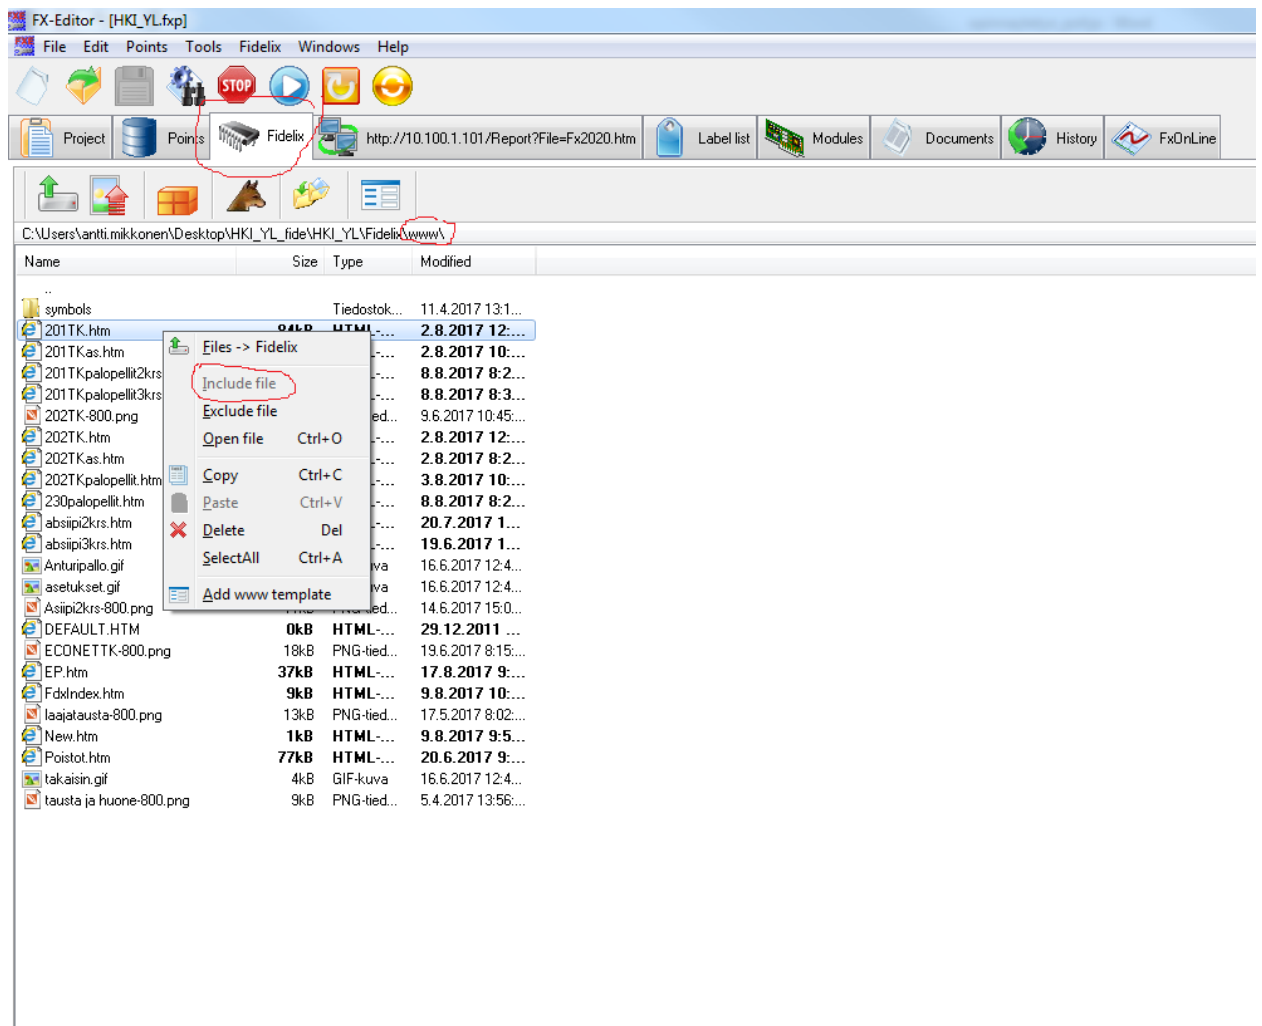 FX-Editor - [HKI_YL.fxp]
File Edit Points Tools Fidelix Windows Help
STOP
Project Points Fidelix http://10.100.1.101/Report?File=Fx2020.htm Label list Modules Documents History FxOnLine
C:\Users\antti.mikkonen\Desktop\HKI_YL_fide\HKI_YL\Fidelix\www\
Name Size Type Modified
..
symbols Tiedostok... 11.4.2017 13:1...
201TK.htm 84kB HTML-... 2.8.2017 12:...
201TKas.htm -... 2.8.2017 10:...
201TKpalopellit2krs -... 8.8.2017 8:2...
201TKpalopellit3krs -... 8.8.2017 8:3...
202TK-800.png ed... 9.6.2017 10:45:...
202TK.htm -... 2.8.2017 12:...
202TKas.htm -... 2.8.2017 8:2...
202TKpalopellit.htm -... 3.8.2017 10:...
230palopellit.htm -... 8.8.2017 8:2...
absiipi2krs.htm -... 20.7.2017 1...
absiipi3krs.htm -... 19.6.2017 1...
Anturipallo.gif va 16.6.2017 12:4...
asetukset.gif va 16.6.2017 12:4...
Asiipi2krs-800.png ed... 14.6.2017 15:0...
DEFAULT.HTM 0kB HTML-... 29.12.2011 ...
ECONETTK-800.png 18kB PNG-tied... 19.6.2017 8:15:...
EP.htm 37kB HTML-... 17.8.2017 9:...
FdxIndex.htm 9kB HTML-... 9.8.2017 10:...
laajatausta-800.png 13kB PNG-tied... 17.5.2017 8:02:...
New.htm 1kB HTML-... 9.8.2017 9:5...
Poistot.htm 77kB HTML-... 20.6.2017 9:...
takaisin.gif 4kB GIF-kuva 16.6.2017 12:4...
tausta ja huone-800.png 9kB PNG-tied... 5.4.2017 13:56:...
Files -> Fidelix
Include file
Exclude file
Open file Ctrl+O
Copy Ctrl+C
Paste Ctrl+V
Delete Del
SelectAll Ctrl+A
Add www template